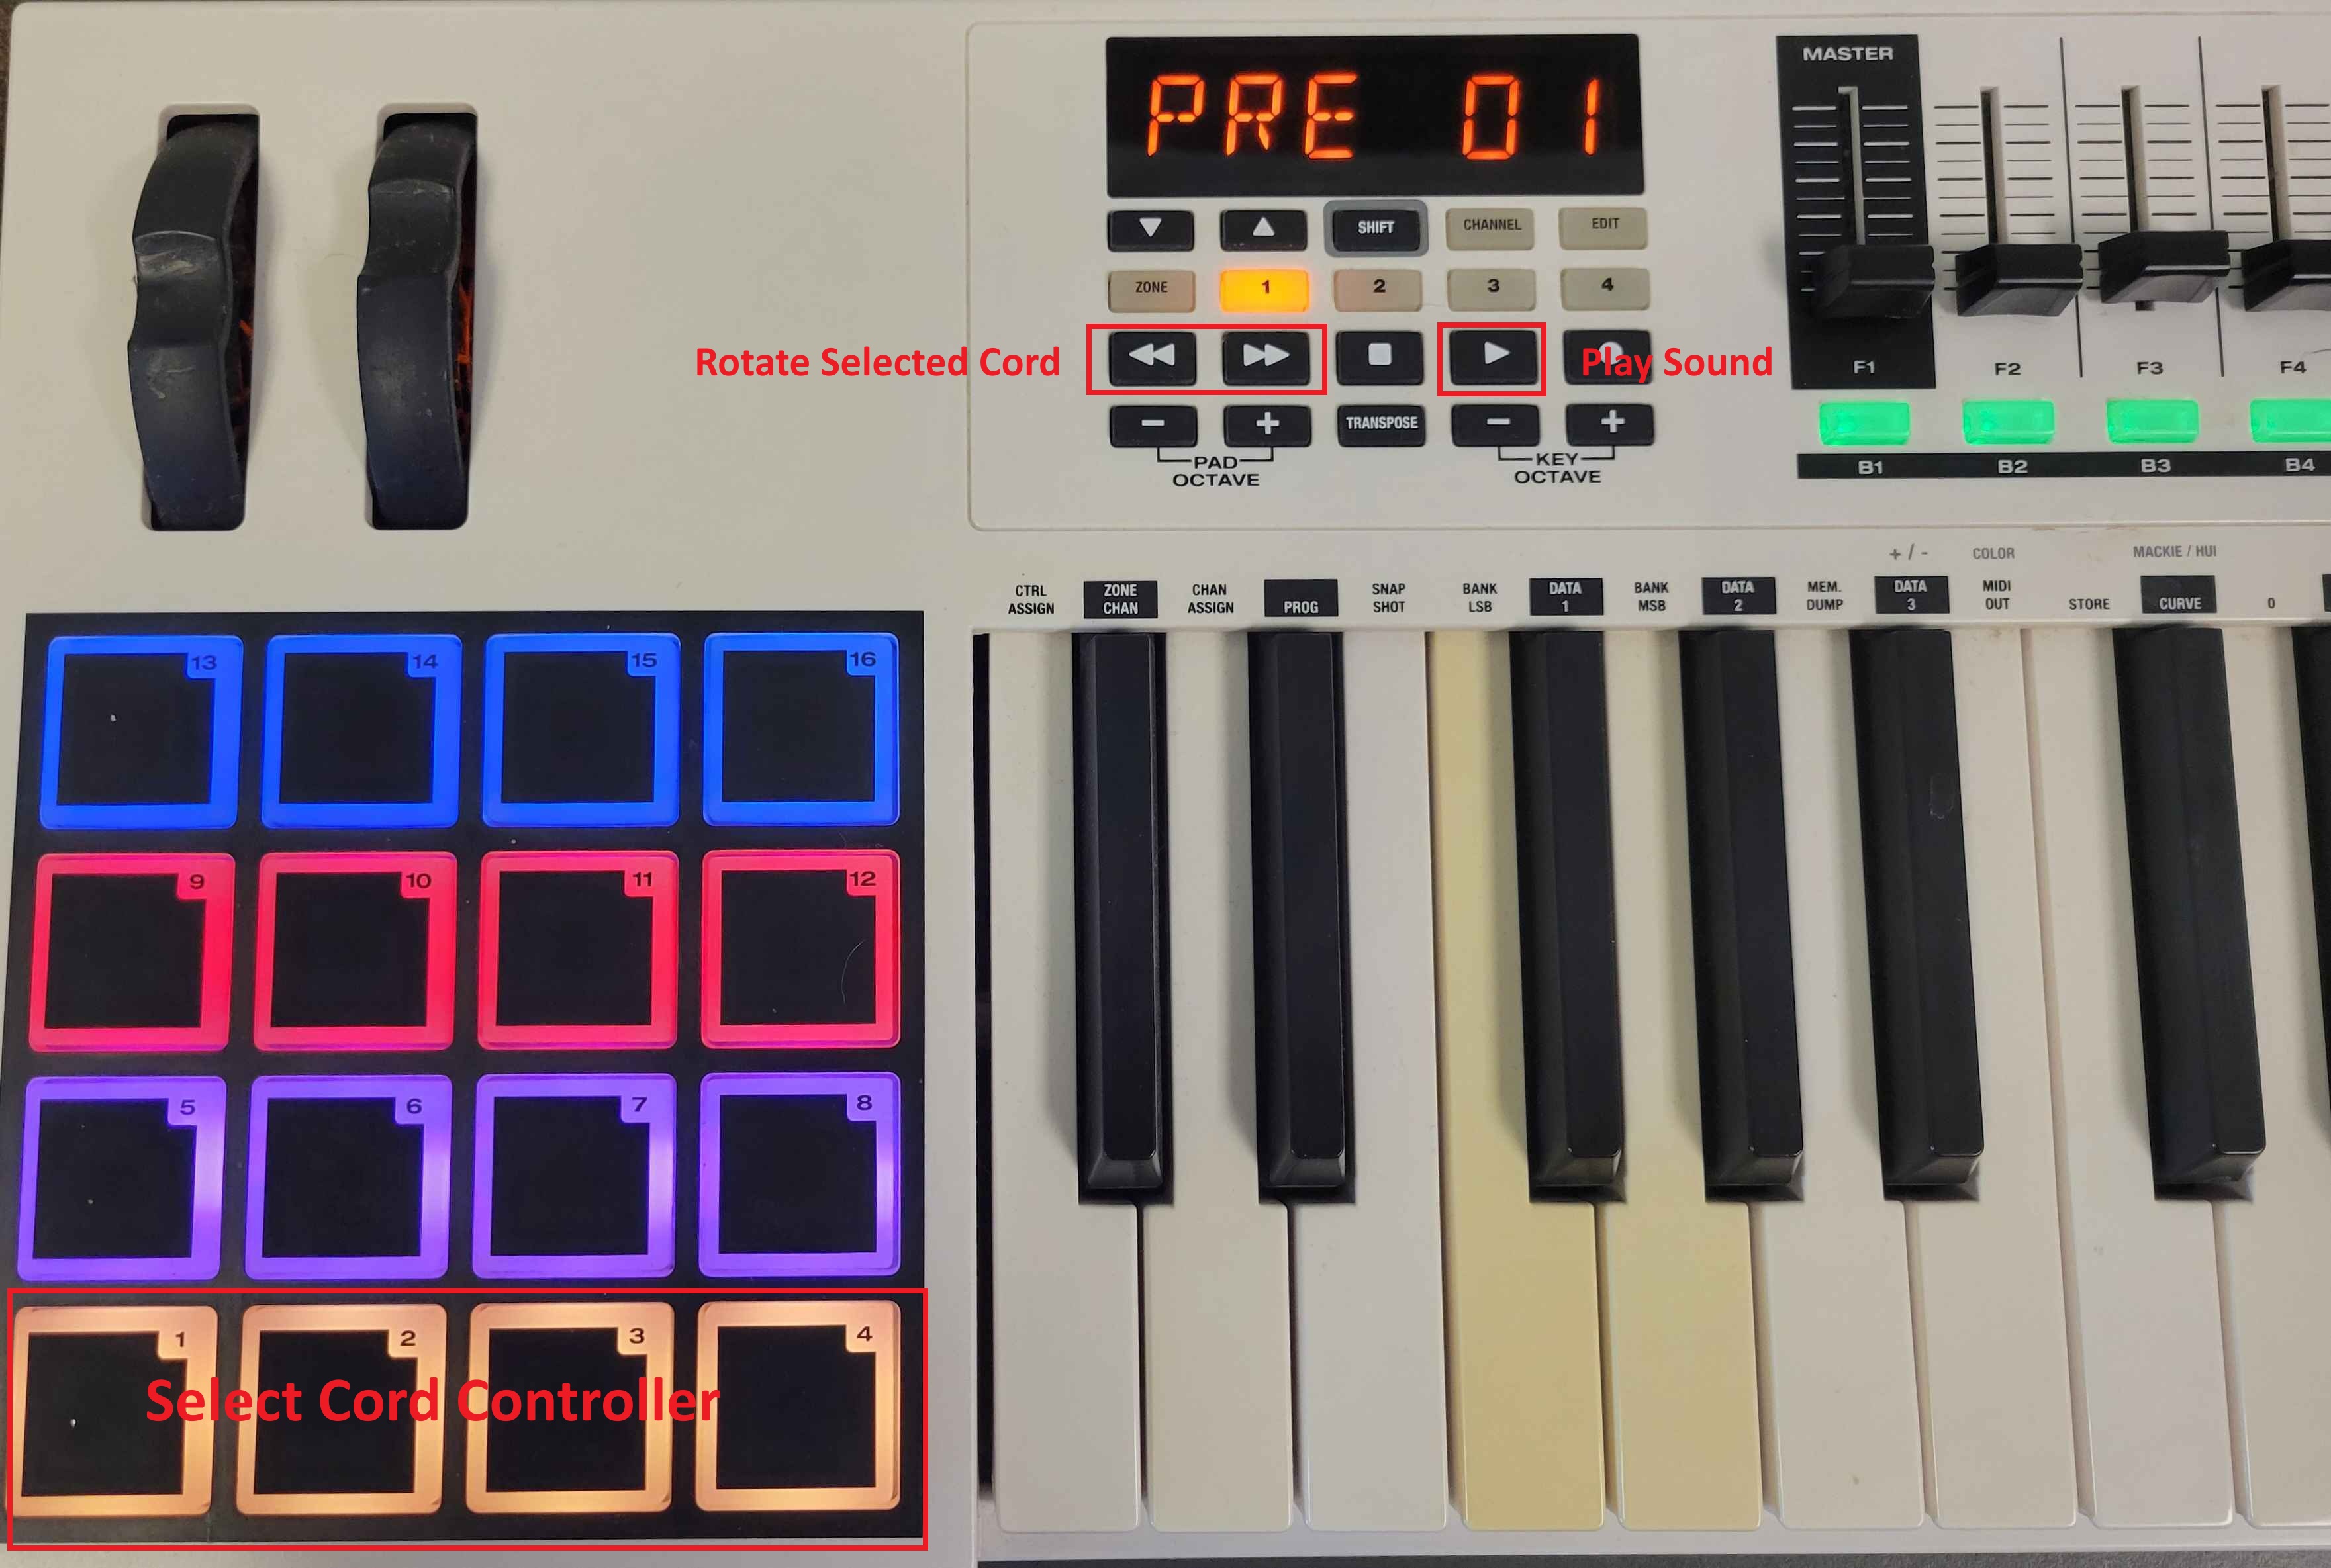 PRE 01
MASTER
SHIFT
CHANNEL
EDIT
ZONE
1
2
3
4
Rotate Selected Cord
Play Sound
TRANSPOSE
PAD
OCTAVE
KEY
OCTAVE
F1
F2
F3
F4
B1
B2
B3
B4
+ / -
COLOR
MACKIE / HUI
CTRL
ASSIGN
ZONE
CHAN
CHAN
ASSIGN
PROG
SNAP
SHOT
BANK
LSB
DATA
1
BANK
MSB
DATA
2
MEM.
DUMP
DATA
3
MIDI
OUT
STORE
CURVE
0
13
14
15
16
9
10
11
12
5
6
7
8
1
2
3
4
Select Cord Controller